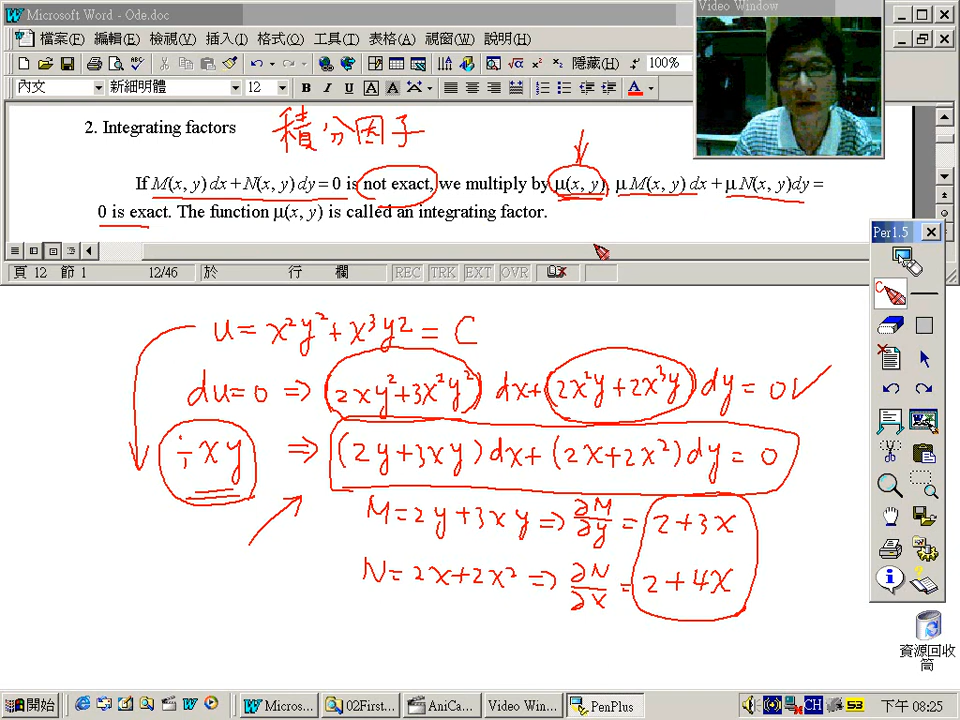 Microsoft Word - Ode.doc
Video Window
檔案(F) 編輯(E) 檢視(V) 插入(I) 格式(O) 工具(T) 表格(A) 視窗(W) 說明(H)
隱藏(H) 100%
內文 新細明體 12 B I U A A A
2. Integrating factors 積分因子
If M(x, y) dx + N(x, y) dy = 0 is not exact, we multiply by μ(x, y), μ M(x, y) dx + μ N(x, y)dy =
0 is exact. The function μ(x, y) is called an integrating factor.
Per1.5
頁 12 節 1 12/46 於 行 欄 REC TRK EXT OVR
u = x²y² + x³y2 = C
du = 0 ⇒ (2xy²+3x²y²) dx + (2x²y+2x³y) dy = 0 ✓
÷xy ⇒ (2y+3xy)dx+(2x+2x²)dy = 0
M = 2y+3xy ⇒ ∂M/∂y = 2+3x
N = 2x+2x² ⇒ ∂N/∂x = 2+4x
資源回收
筒
開始 Micros... 02First... AniCa... Video Win... PenPlus CH 53 下午 08:25